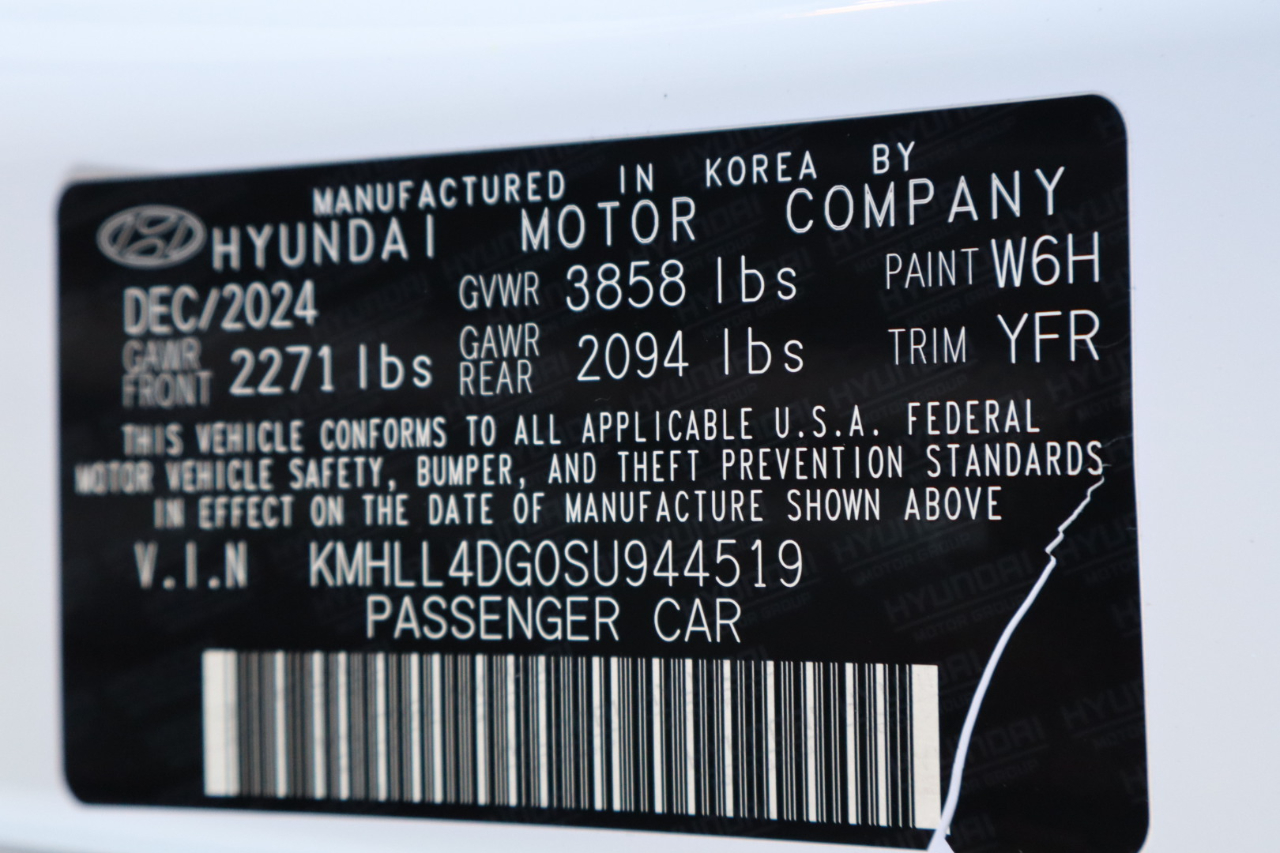 MANUFACTURED IN KOREA BY
HYUNDAI MOTOR COMPANY
DEC/2024 GVWR 3858 lbs PAINT W6H
GAWR FRONT 2271 lbs GAWR REAR 2094 lbs TRIM YFR
THIS VEHICLE CONFORMS TO ALL APPLICABLE U.S.A. FEDERAL
MOTOR VEHICLE SAFETY, BUMPER, AND THEFT PREVENTION STANDARDS
IN EFFECT ON THE DATE OF MANUFACTURE SHOWN ABOVE
V.I.N KMHLL4DG0SU944519
PASSENGER CAR